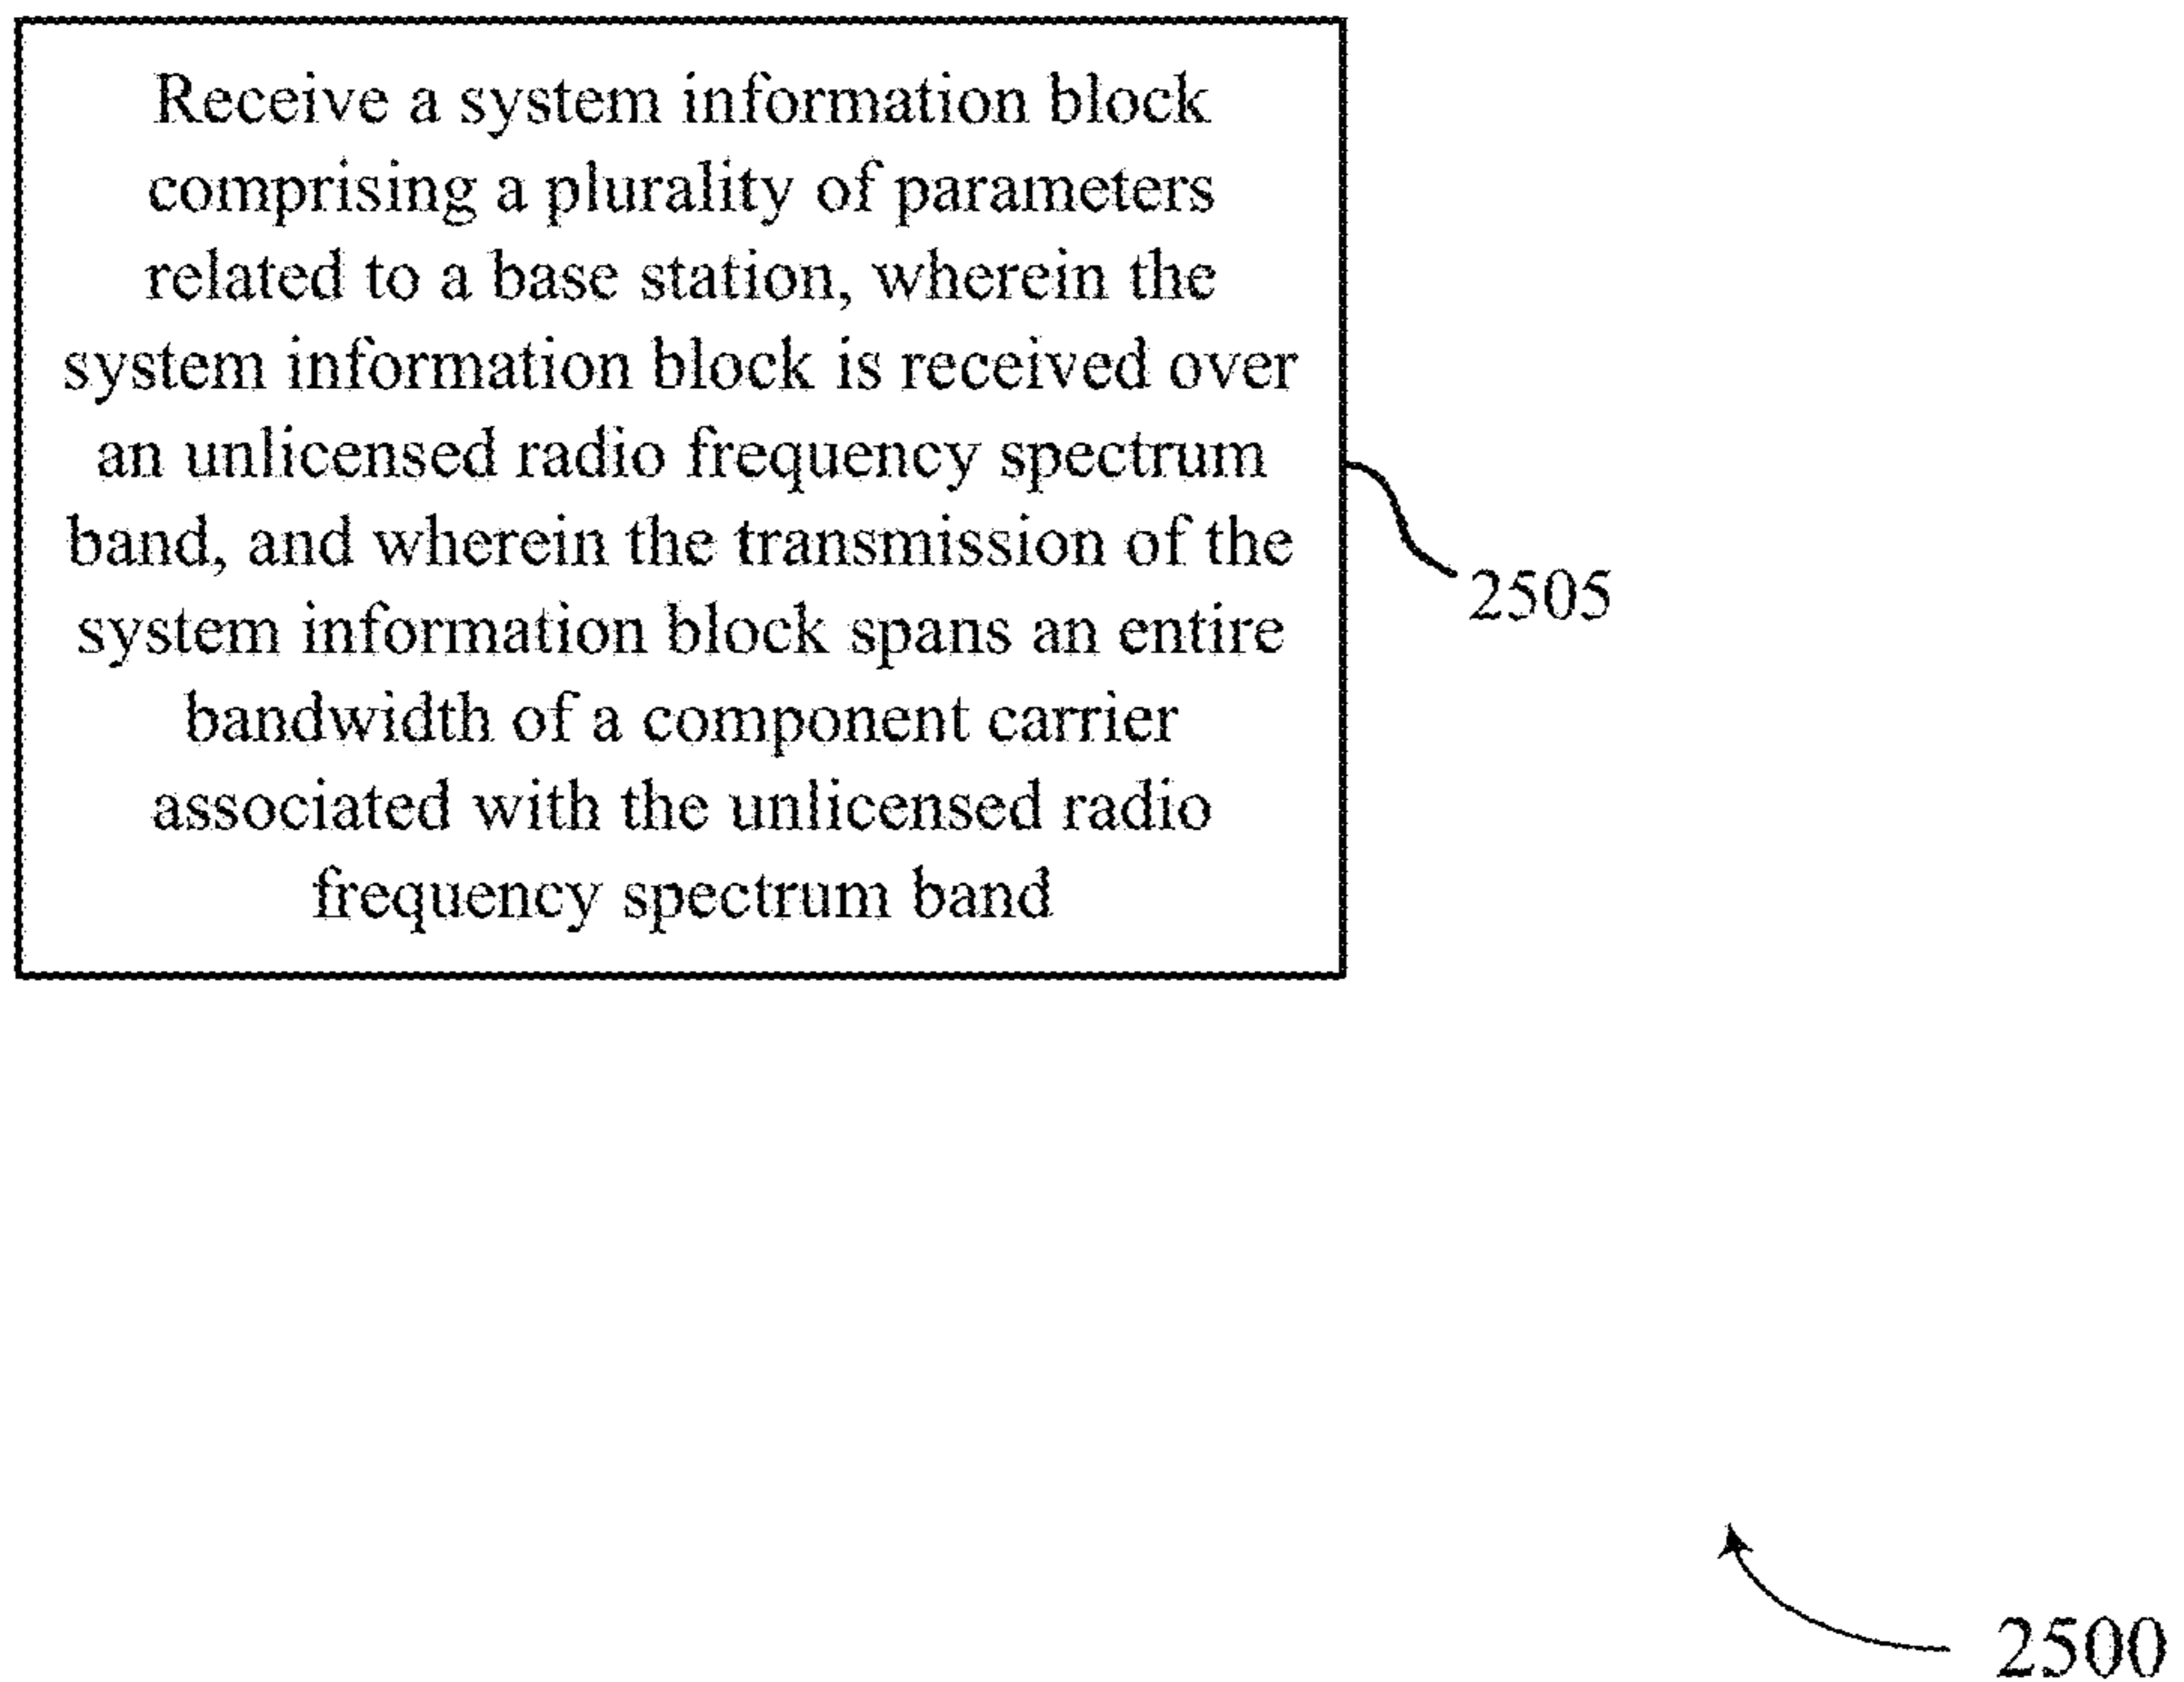 Receive a system information block
comprising a plurality of parameters
related to a base station, wherein the
system information block is received over
an unlicensed radio frequency spectrum
band, and wherein the transmission of the
system information block spans an entire
bandwidth of a component carrier
associated with the unlicensed radio
frequency spectrum band
2505
2500